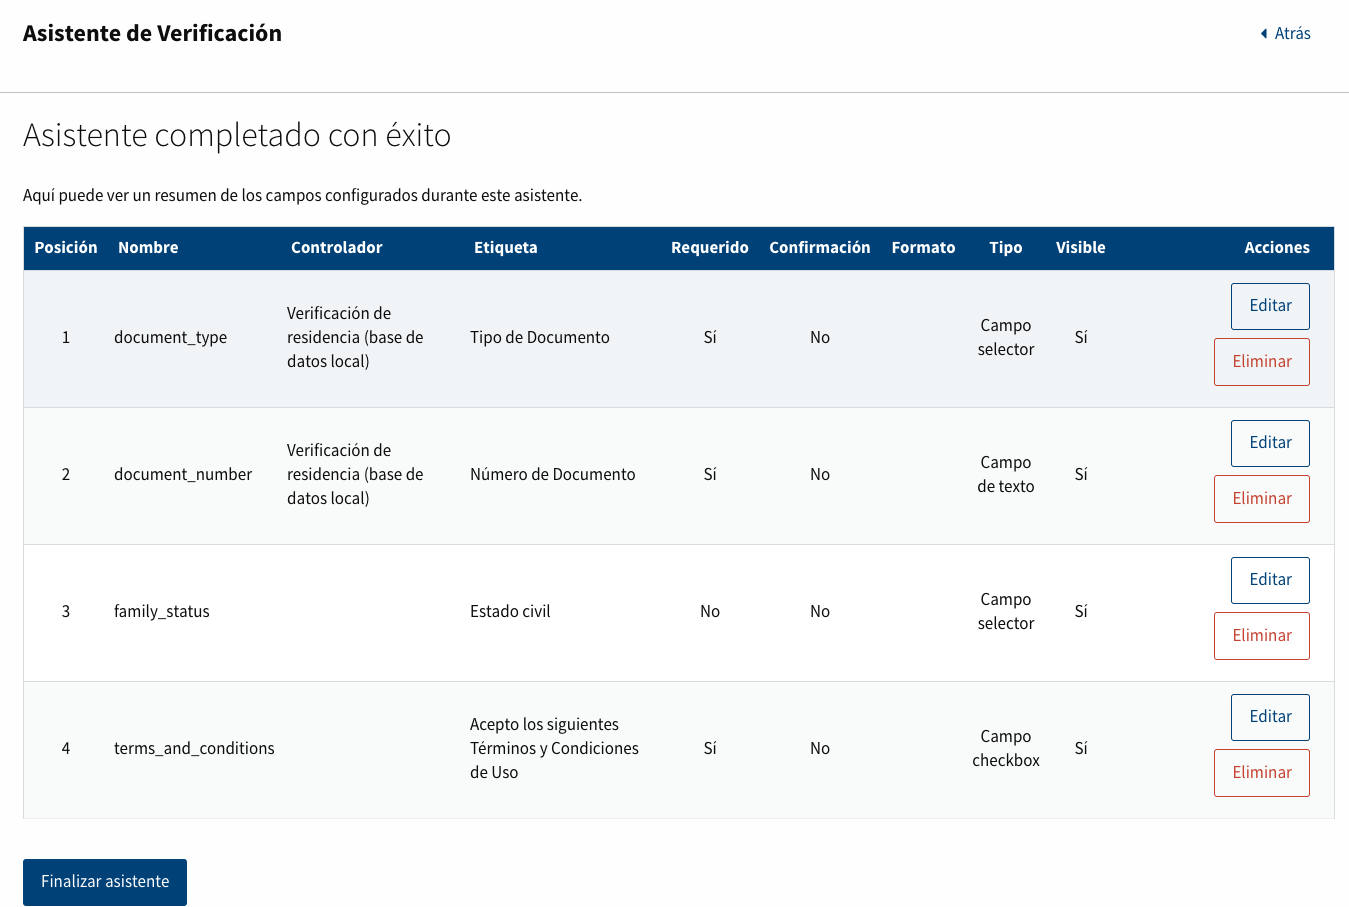 Asistente de Verificación
Atrás
Asistente completado con éxito
Aquí puede ver un resumen de los campos configurados durante este asistente.
Posición Nombre Controlador Etiqueta Requerido Confirmación Formato Tipo Visible Acciones
1 document_type
Verificación de
residencia (base de
datos local)
Tipo de Documento Sí No
Campo
selector
Sí
Editar
Eliminar
2 document_number
Verificación de
residencia (base de
datos local)
Número de Documento Sí No
Campo
de texto
Sí
Editar
Eliminar
3 family_status Estado civil No No
Campo
selector
Sí
Editar
Eliminar
4 terms_and_conditions
Acepto los siguientes
Términos y Condiciones
de Uso
Sí No
Campo
checkbox
Sí
Editar
Eliminar
Finalizar asistente